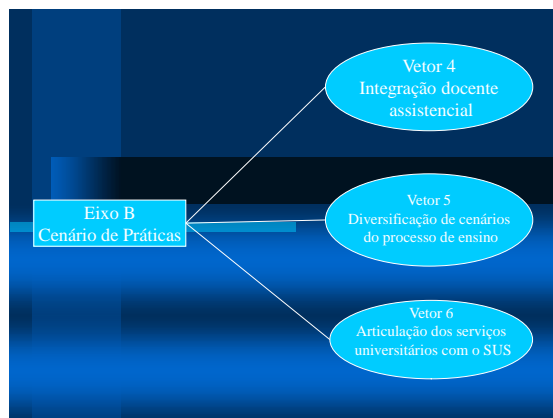 Vetor 4
Integração docente
assistencial
Eixo B
Cenário de Práticas
Vetor 5
Diversificação de cenários
do processo de ensino
Vetor 6
Articulação dos serviços
universitários com o SUS